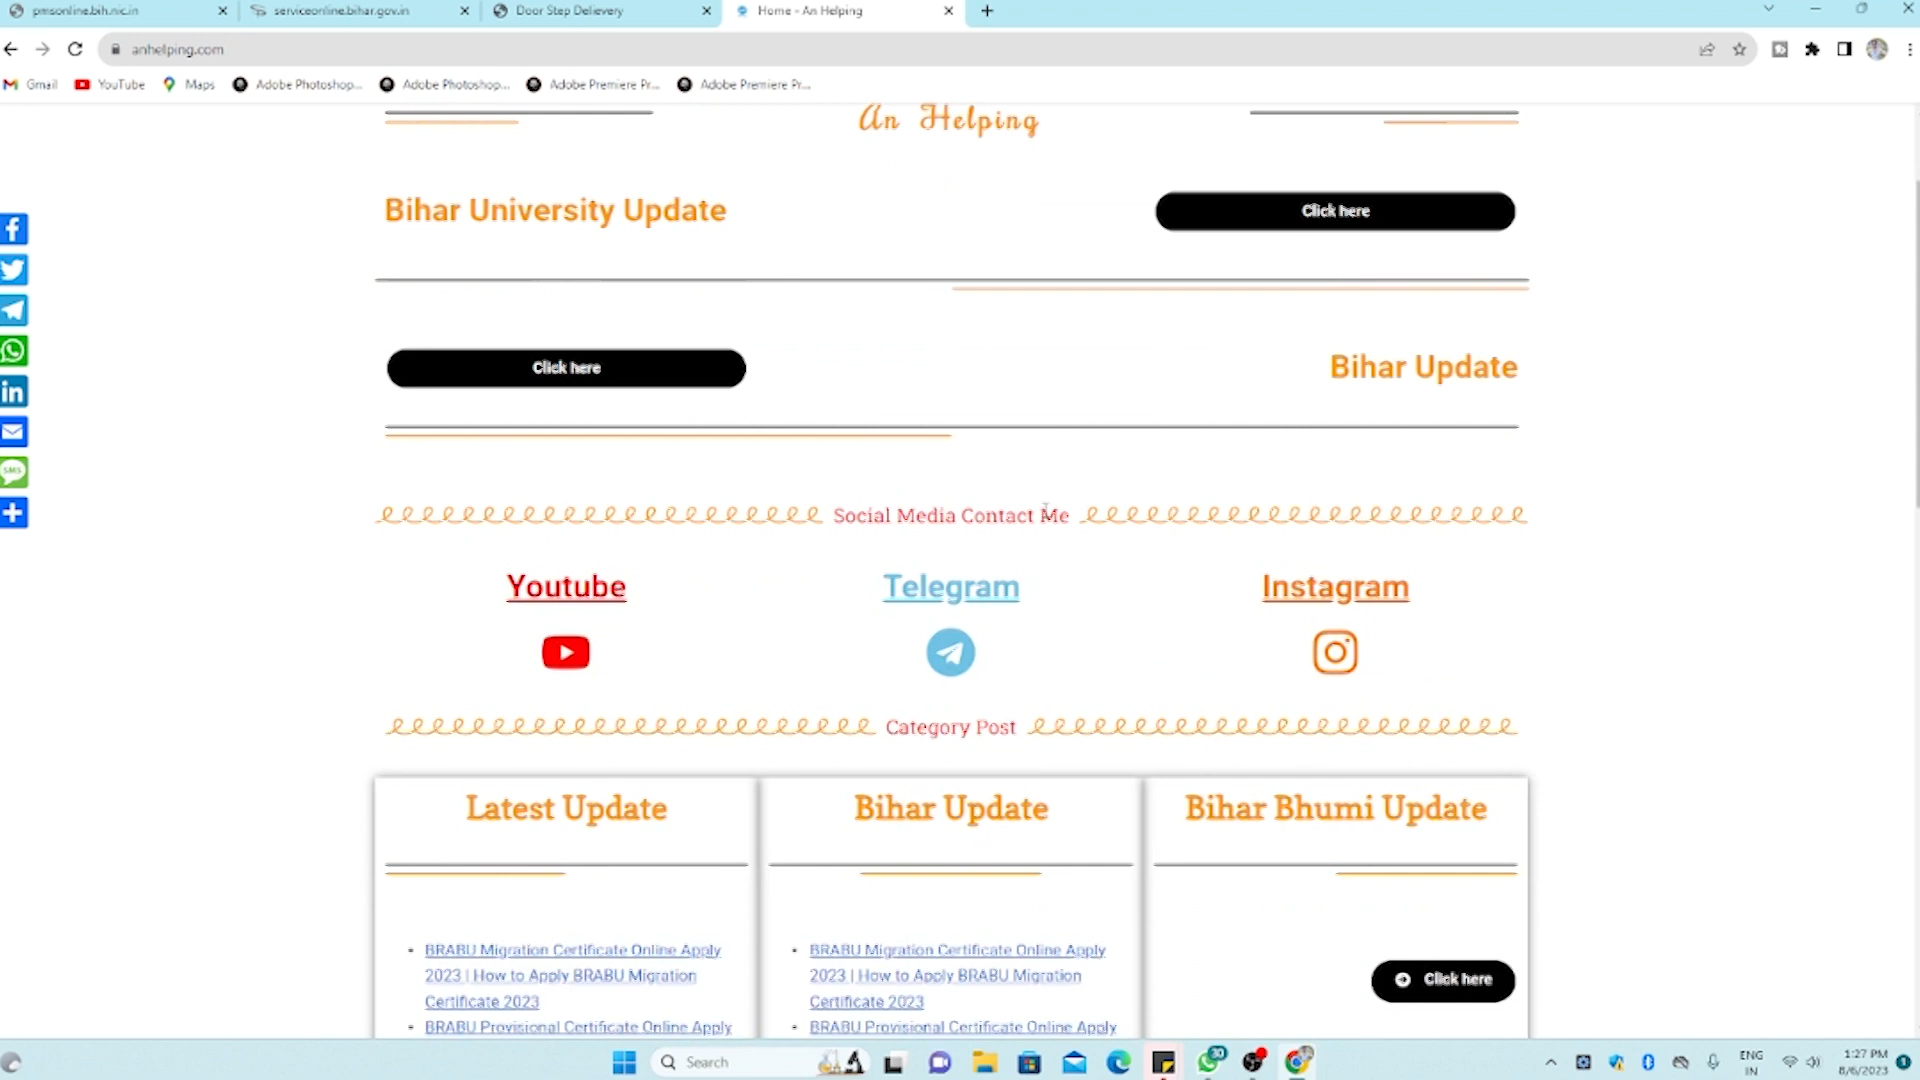 pmsonline.bih.nic.in
serviceonline.bihar.gov.in
Door Step Delievery
Home - An Helping
anhelping.com
Gmail
YouTube
Maps
Adobe Photoshop...
Adobe Photoshop...
Adobe Premiere Pr...
Adobe Premiere Pr...
An Helping
Bihar University Update
Click here
Click here
Bihar Update
Social Media Contact Me
Youtube
Telegram
Instagram
Category Post
Latest Update
Bihar Update
Bihar Bhumi Update
BRABU Migration Certificate Online Apply
2023 | How to Apply BRABU Migration
Certificate 2023
BRABU Provisional Certificate Online Apply
BRABU Migration Certificate Online Apply
2023 | How to Apply BRABU Migration
Certificate 2023
BRABU Provisional Certificate Online Apply
Click here
SMS
Search
30
ENG
IN
1:27 PM
8/6/2023